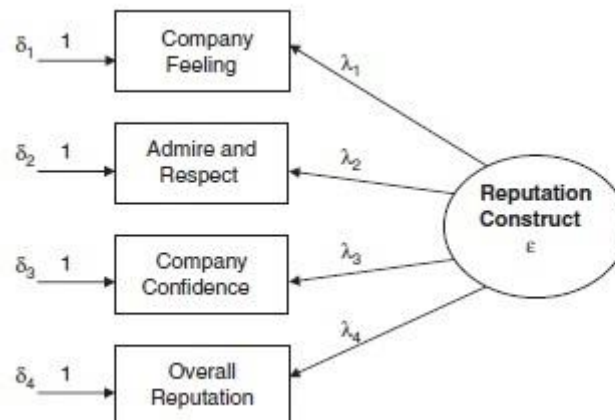 δ1 1 Company Feeling λ1
δ2 1 Admire and Respect λ2
Reputation
Construct
ε
δ3 1 Company Confidence λ3
δ4 1 Overall Reputation λ4